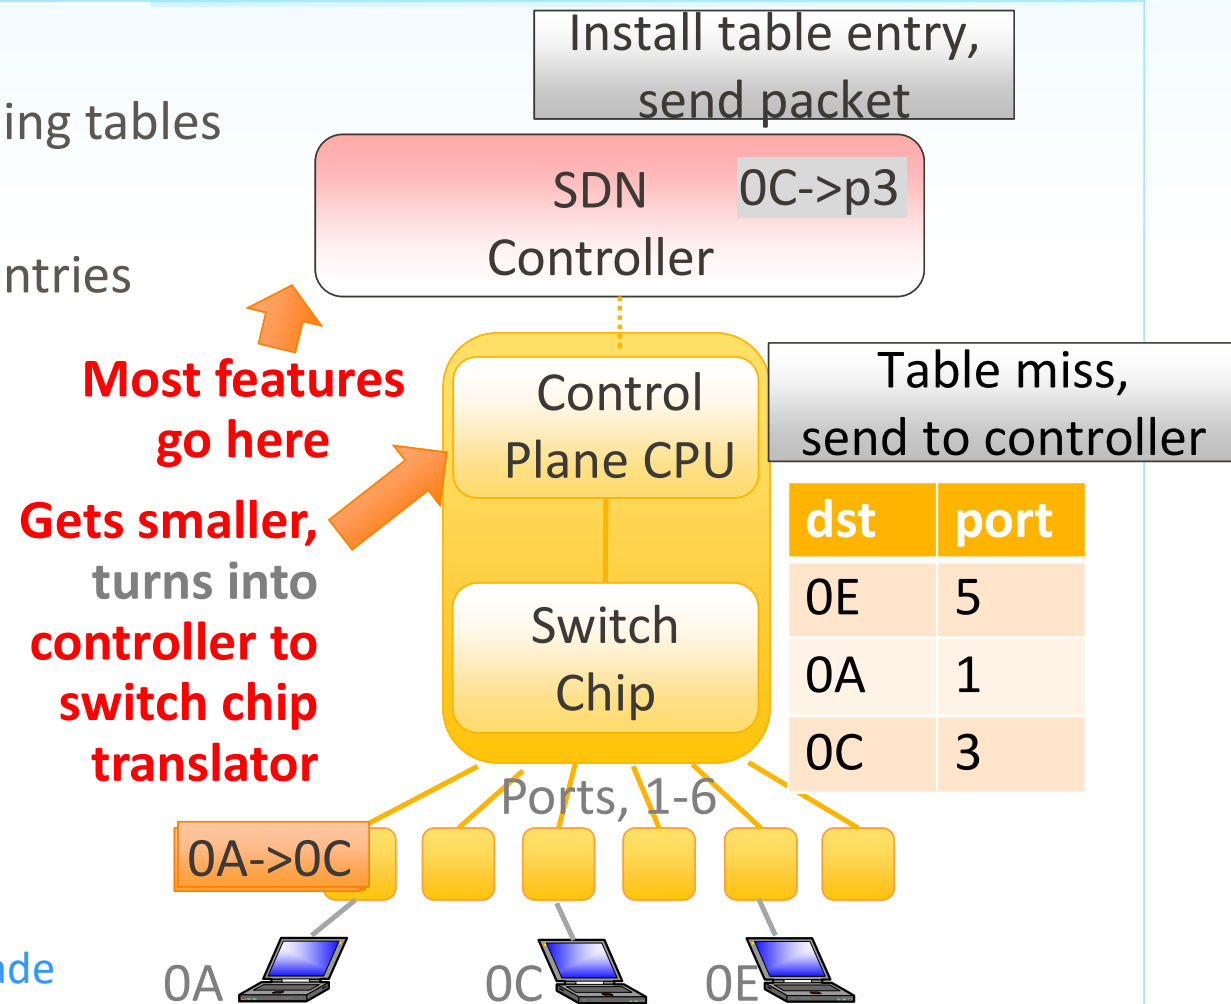 Install table entry,
send packet
ing tables
SDN
Controller
0C->p3
ntries
Most features
go here
Control
Plane CPU
Table miss,
send to controller
Gets smaller,
turns into
controller to
switch chip
translator
dst port
0E 5
0A 1
0C 3
Switch
Chip
Ports, 1-6
0A->0C
ade
0A
0C
0E